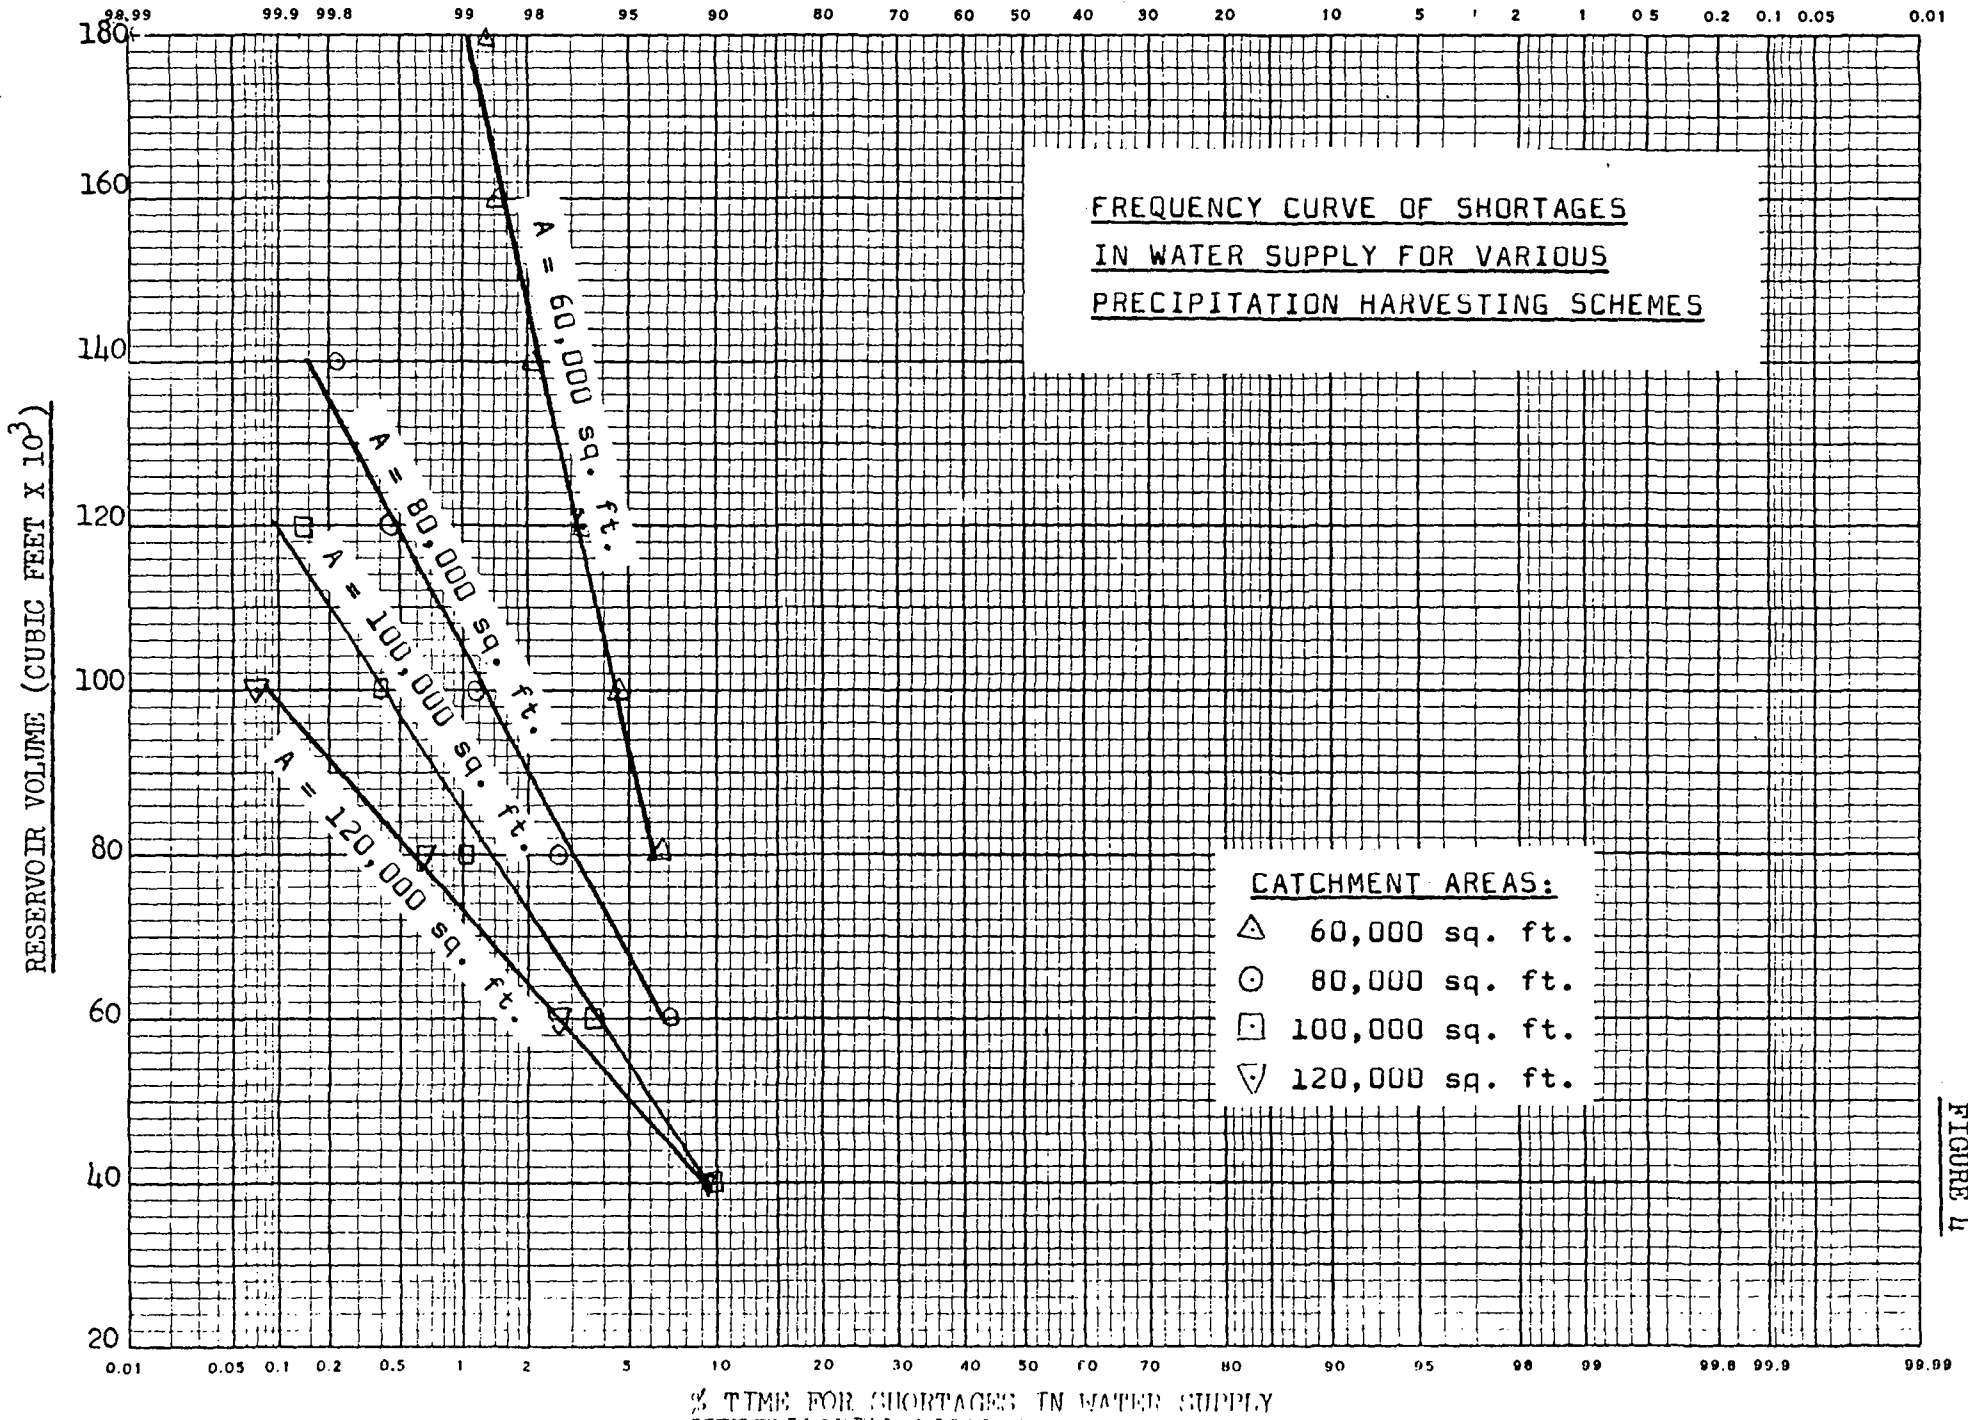 99.99 99.9 99.8 99 98 95 90 80 70 60 50 40 30 20 10 5 2 1 0.5 0.2 0.1 0.05 0.01
180
160
140
120
100
80
60
40
20
RESERVOIR VOLUME (CUBIC FEET X 10³)
FREQUENCY CURVE OF SHORTAGES
IN WATER SUPPLY FOR VARIOUS
PRECIPITATION HARVESTING SCHEMES
A = 60,000 sq. ft.
A = 80,000 sq. ft.
A = 100,000 sq. ft.
A = 120,000 sq. ft.
CATCHMENT AREAS:
60,000 sq. ft.
80,000 sq. ft.
100,000 sq. ft.
120,000 sq. ft.
0.01 0.05 0.1 0.2 0.5 1 2 5 10 20 30 40 50 60 70 80 90 95 98 99 99.8 99.9 99.99
% TIME FOR SHORTAGES IN WATER SUPPLY
FIGURE 4